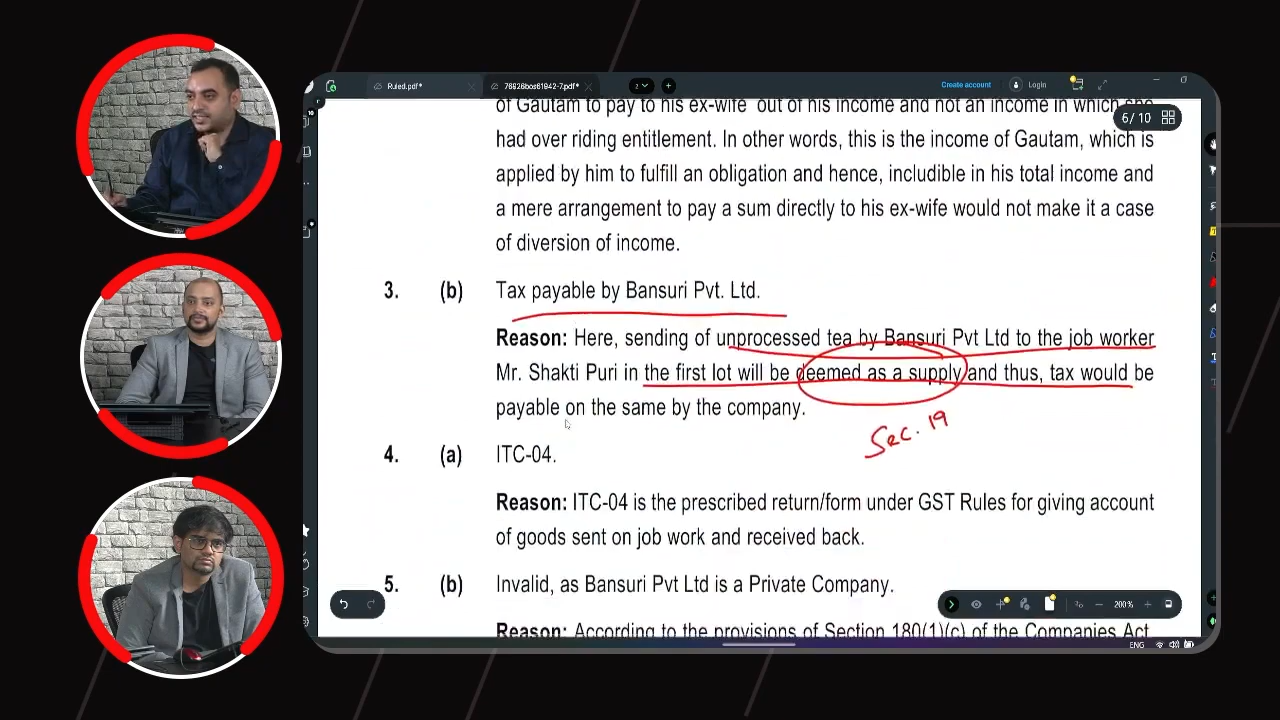 Ruled.pdf*
76926bos61942-7.pdf*
2
Create account
Login
6/10
of Gautam to pay to his ex-wife out of his income and not an income in which she
had over riding entitlement. In other words, this is the income of Gautam, which is
applied by him to fulfill an obligation and hence, includible in his total income and
a mere arrangement to pay a sum directly to his ex-wife would not make it a case
of diversion of income.
3. (b) Tax payable by Bansuri Pvt. Ltd.
Reason: Here, sending of unprocessed tea by Bansuri Pvt Ltd to the job worker
Mr. Shakti Puri in the first lot will be deemed as a supply and thus, tax would be
payable on the same by the company.
Sec. 19
4. (a) ITC-04.
Reason: ITC-04 is the prescribed return/form under GST Rules for giving account
of goods sent on job work and received back.
5. (b) Invalid, as Bansuri Pvt Ltd is a Private Company.
200%
Reason: According to the provisions of Section 180(1)(c) of the Companies Act,
ENG